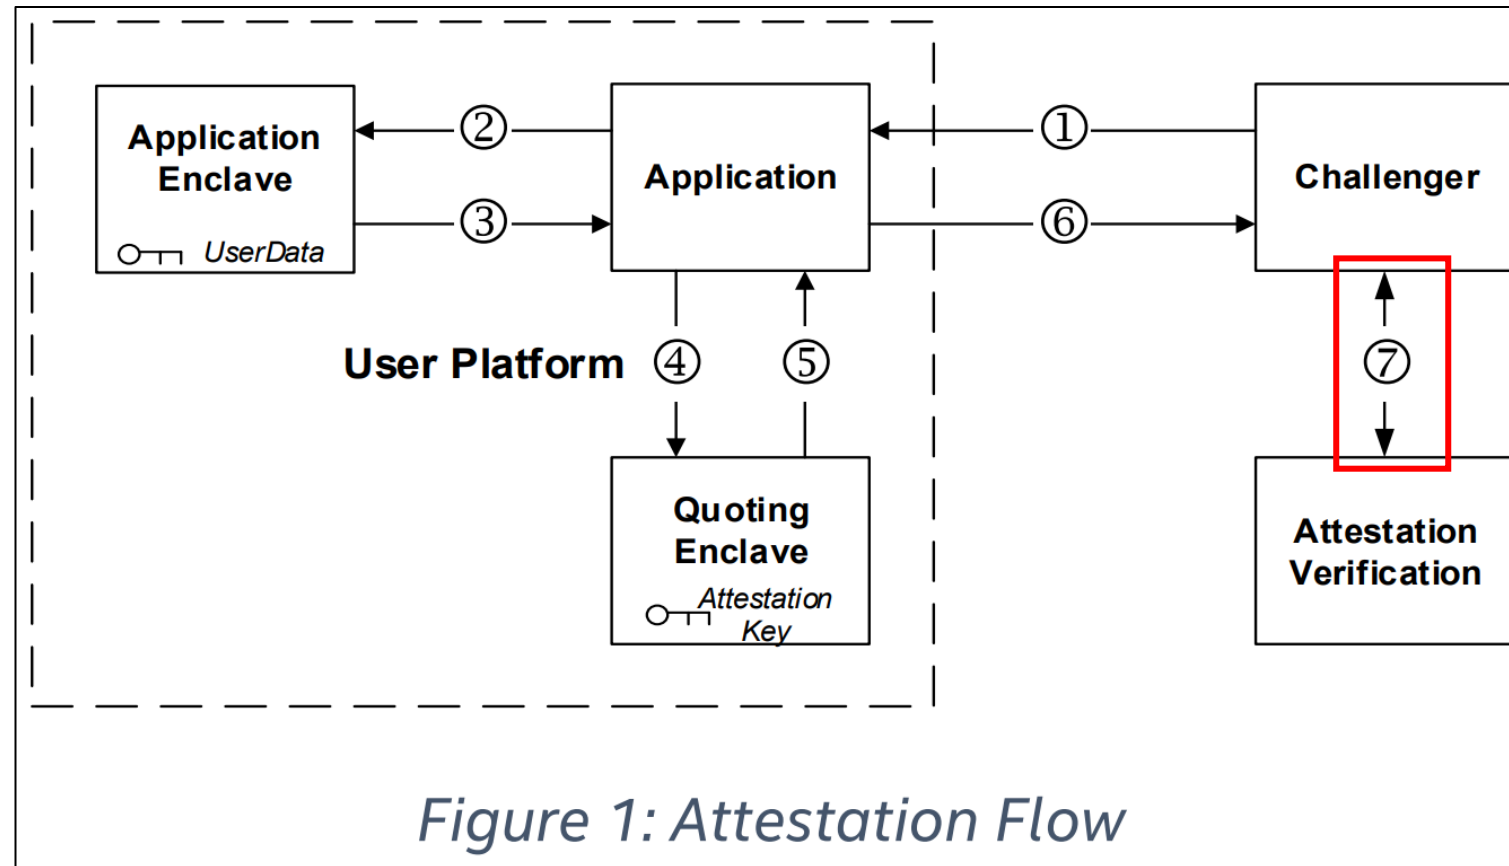 Application
Enclave
UserData
②
③
Application
①
⑥
Challenger
User Platform
④
⑤
⑦
Quoting
Enclave
Attestation
Key
Attestation
Verification
Figure 1: Attestation Flow